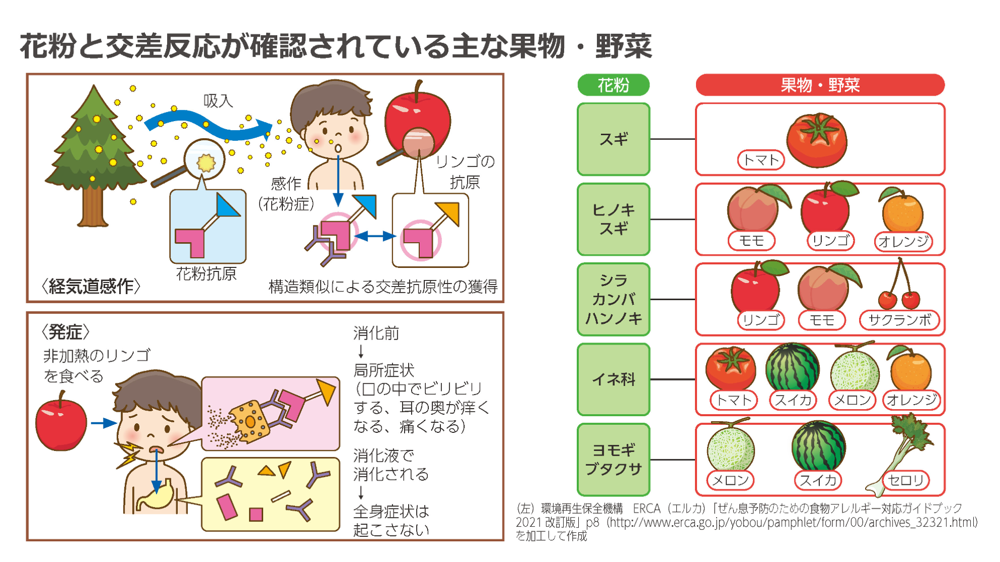 花粉と交差反応が確認されている主な果物・野菜
吸入
リンゴの
抗原
感作
(花粉症)
花粉抗原
〈経気道感作〉
構造類似による交差抗原性の獲得
〈発症〉
非加熱のリンゴ
を食べる
消化前
↓
局所症状
(口の中でビリビリ
する、耳の奥が痒く
なる、痛くなる)
消化液で
消化される
↓
全身症状は
起こさない
花粉
果物・野菜
スギ
トマト
ヒノキ
スギ
モモ
リンゴ
オレンジ
シラ
カンバ
ハンノキ
リンゴ
モモ
サクランボ
イネ科
トマト
スイカ
メロン
オレンジ
ヨモギ
ブタクサ
メロン
スイカ
セロリ
(左)環境再生保全機構　ERCA(エルカ)「ぜん息予防のための食物アレルギー対応ガイドブック
2021改訂版」p8（http://www.erca.go.jp/yobou/pamphlet/form/00/archives_32321.html)
を加工して作成